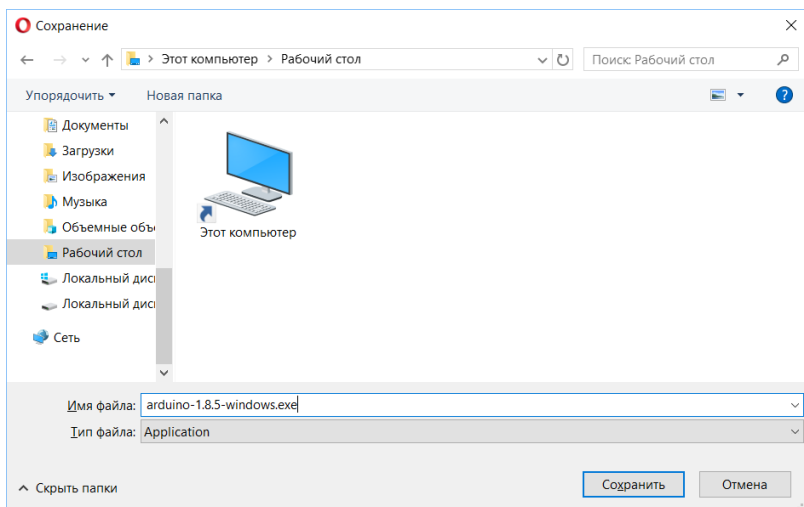 Сохранение
Этот компьютер > Рабочий стол
Поиск: Рабочий стол
Упорядочить
Новая папка
Документы
Загрузки
Изображения
Музыка
Объемные объ
Рабочий стол
Локальный дис
Локальный дис
Сеть
Этот компьютер
Имя файла: arduino-1.8.5-windows.exe
Тип файла: Application
Скрыть папки
Сохранить
Отмена